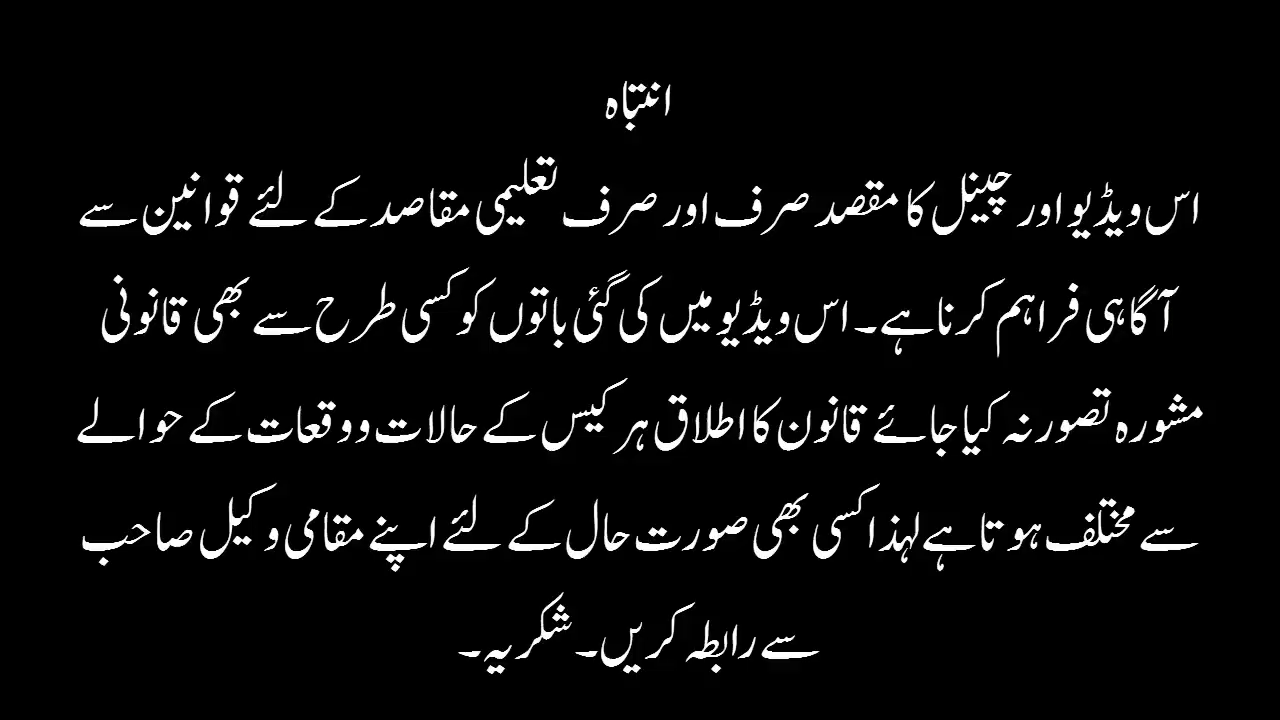 انتباہ
اس ویڈیو اور چینل کا مقصد صرف اور صرف تعلیمی مقاصد کے لئے قوانین سے
آگاہی فراہم کرنا ہے۔ اس ویڈیو میں کی گئی باتوں کو کسی طرح سے بھی قانونی
مشورہ تصور نہ کیا جائے قانون کا اطلاق ہر کیس کے حالات و وقعات کے حوالے
سے مختلف ہوتا ہے لہذا کسی بھی صورت حال کے لئے اپنے مقامی وکیل صاحب
سے رابطہ کریں۔ شکریہ۔